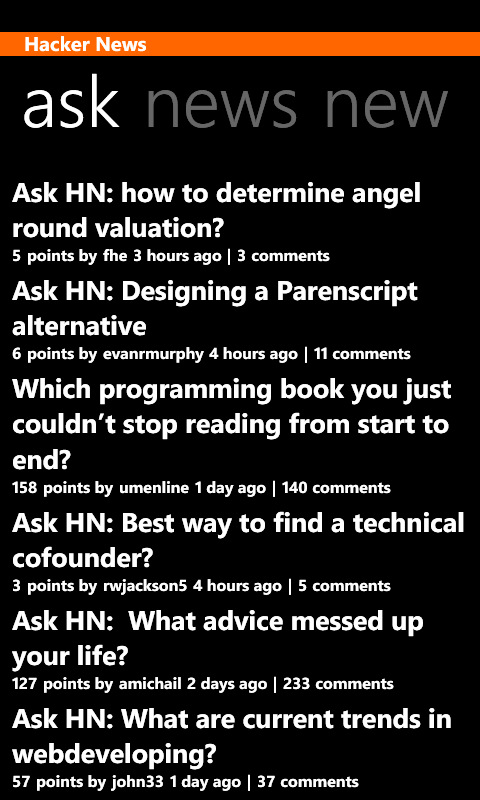 Hacker News
ask news new
Ask HN: how to determine angel
round valuation?
5 points by fhe 3 hours ago | 3 comments
Ask HN: Designing a Parenscript
alternative
6 points by evanrmurphy 4 hours ago | 11 comments
Which programming book you just
couldn’t stop reading from start to
end?
158 points by umenline 1 day ago | 140 comments
Ask HN: Best way to find a technical
cofounder?
3 points by rwjackson5 4 hours ago | 5 comments
Ask HN:  What advice messed up
your life?
127 points by amichail 2 days ago | 233 comments
Ask HN: What are current trends in
webdeveloping?
57 points by john33 1 day ago | 37 comments